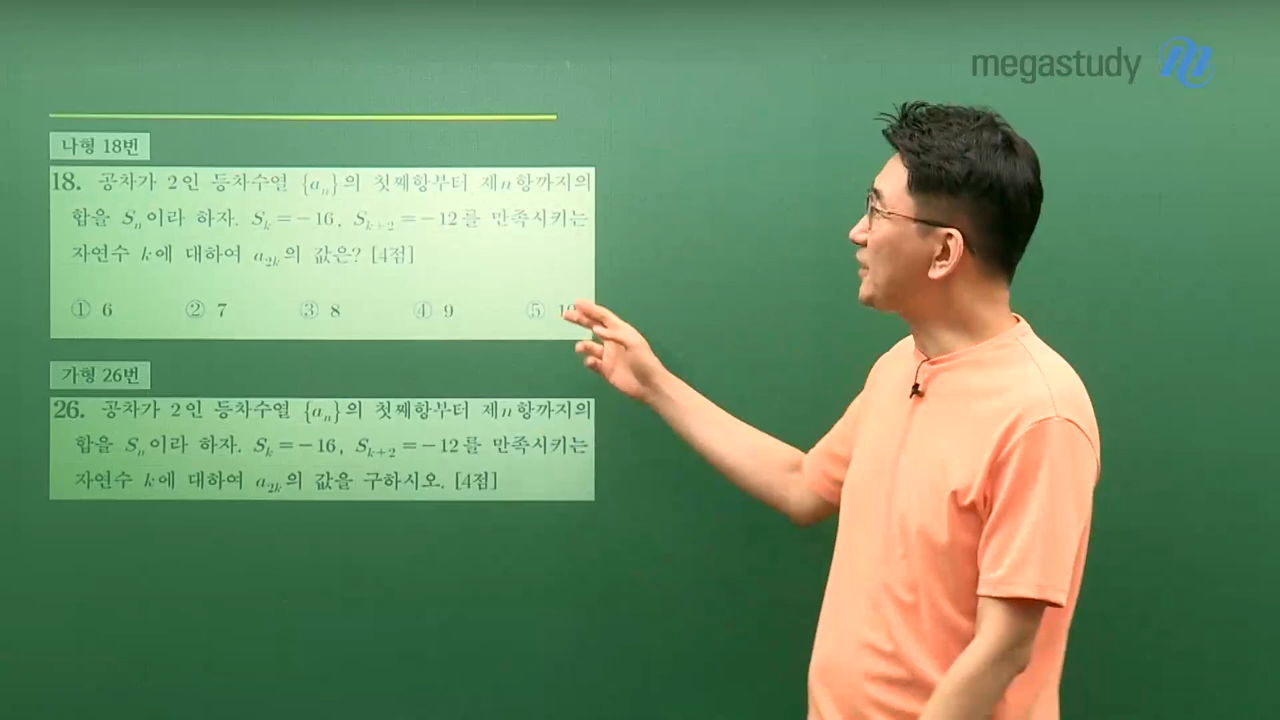 megastudy
나형 18번
18. 공차가 2인 등차수열 {aₙ}의 첫째항부터 제n항까지의
합을 Sₙ이라 하자. Sₖ=−16, Sₖ₊₂=−12를 만족시키는
자연수 k에 대하여 a₂ₖ의 값은? [4점]
① 6 ② 7 ③ 8 ④ 9 ⑤
가형 26번
26. 공차가 2인 등차수열 {aₙ}의 첫째항부터 제n항까지의
합을 Sₙ이라 하자. Sₖ=−16, Sₖ₊₂=−12를 만족시키는
자연수 k에 대하여 a₂ₖ의 값을 구하시오. [4점]